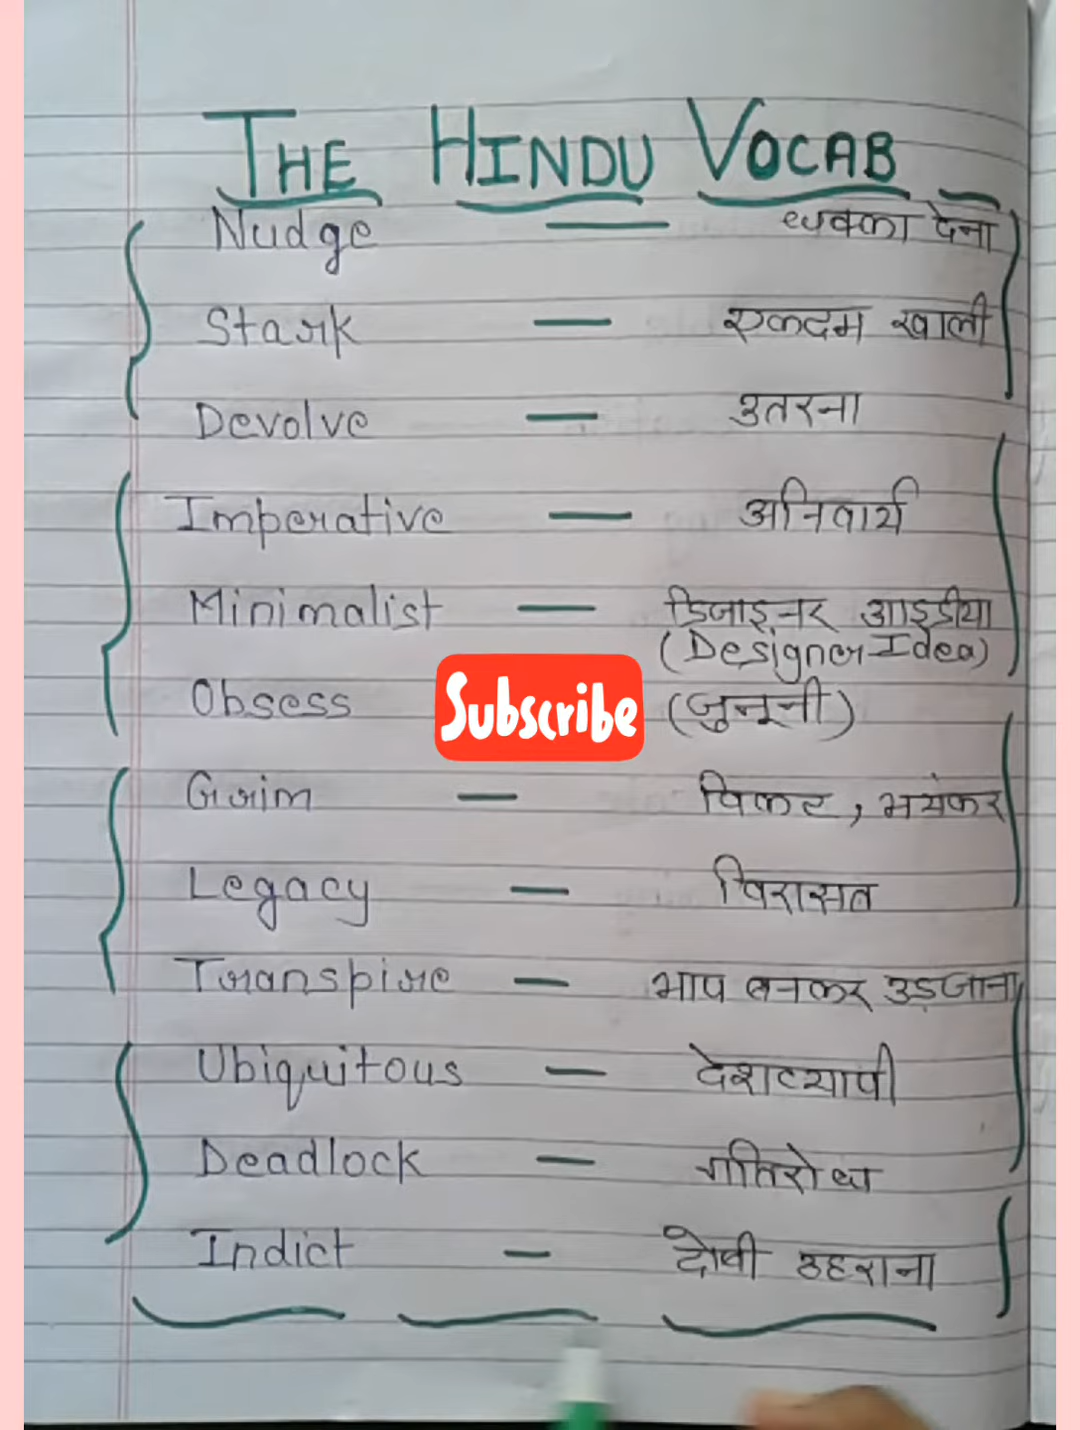 THE HINDU VOCAB
Nudge — धक्का देना
Stark — एकदम खाली
Devolve — उतरना
Imperative — अनिवार्य
Minimalist — डिजाइनर आइडीया
(Designer Idea)
Obsess Subscribe (जुनूनी)
Grim — विकट, भयंकर
Legacy — विरासत
Transpire — भाप बनकर उड़जाना
Ubiquitous — देशव्यापी
Deadlock — गतिरोध
Indict — दोषी ठहराना